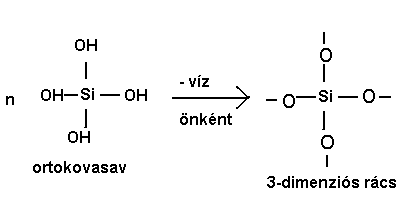 OH
n OH Si OH
OH
ortokovasav
- víz
önként
O
O Si O
O
3-dimenziós rács